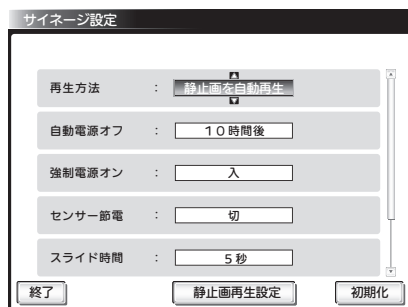 サイネージ設定
再生方法 : 静止画を自動再生
自動電源オフ : 10時間後
強制電源オン : 入
センサー節電 : 切
スライド時間 : 5秒
終了 静止画再生設定 初期化